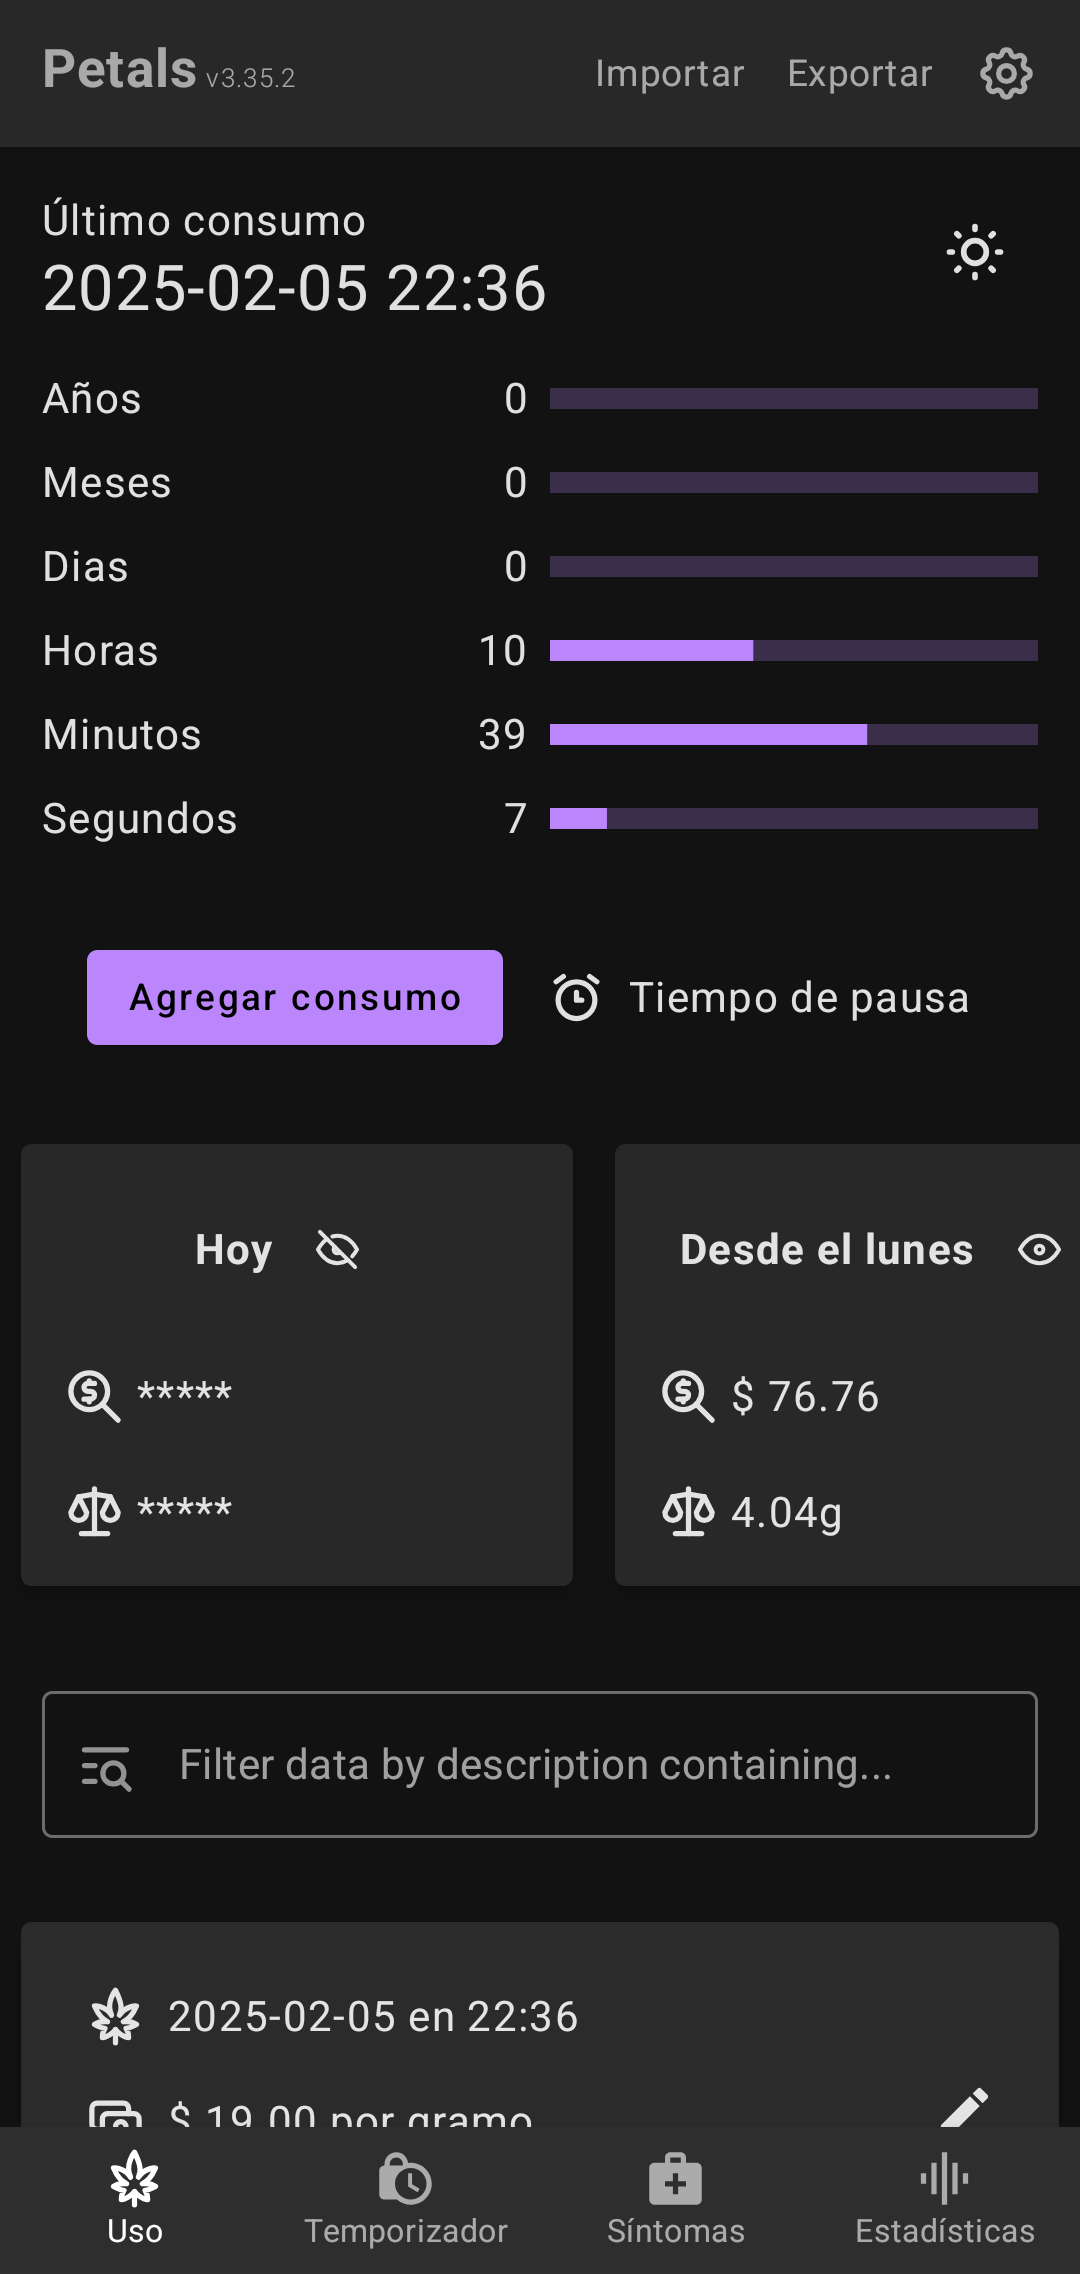 Petals v3.35.2 Importar Exportar
Último consumo
2025-02-05 22:36
Años 0
Meses 0
Dias 0
Horas 10
Minutos 39
Segundos 7
Agregar consumo Tiempo de pausa
Hoy
*****
*****
Desde el lunes
$ 76.76
4.04g
Filter data by description containing...
2025-02-05 en 22:36
$ 19.00 por gramo
Uso Temporizador Síntomas Estadísticas